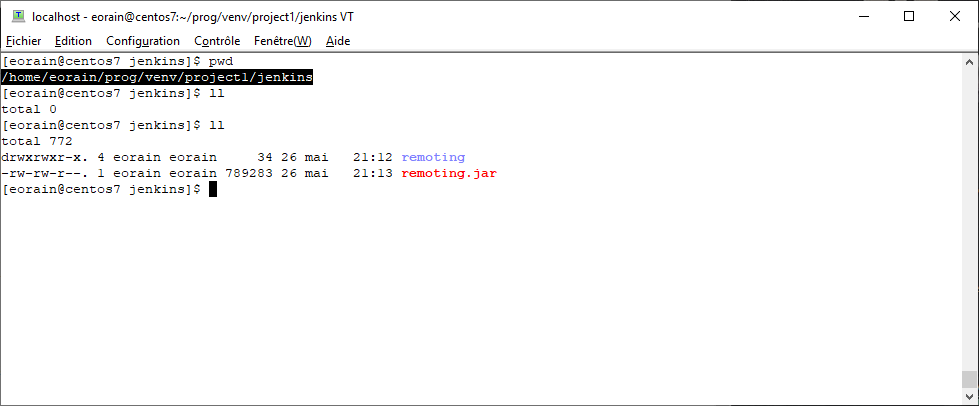 localhost - eorain@centos7:~/prog/venv/project1/jenkins VT
Fichier Edition Configuration Contrôle Fenêtre(W) Aide
[eorain@centos7 jenkins]$ pwd
/home/eorain/prog/venv/project1/jenkins
[eorain@centos7 jenkins]$ ll
total 0
[eorain@centos7 jenkins]$ ll
total 772
drwxrwxr-x. 4 eorain eorain     34 26 mai   21:12 remoting
-rw-rw-r--. 1 eorain eorain 789283 26 mai   21:13 remoting.jar
[eorain@centos7 jenkins]$